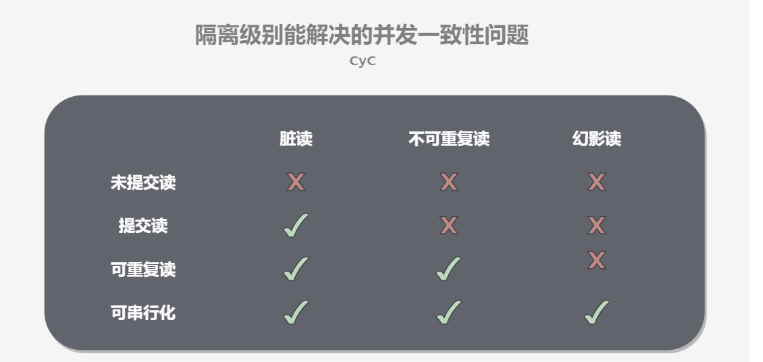 隔离级别能解决的并发一致性问题
CyC
脏读 不可重复读 幻影读
未提交读 X X X
提交读 ✓ X X
可重复读 ✓ ✓ X
可串行化 ✓ ✓ ✓